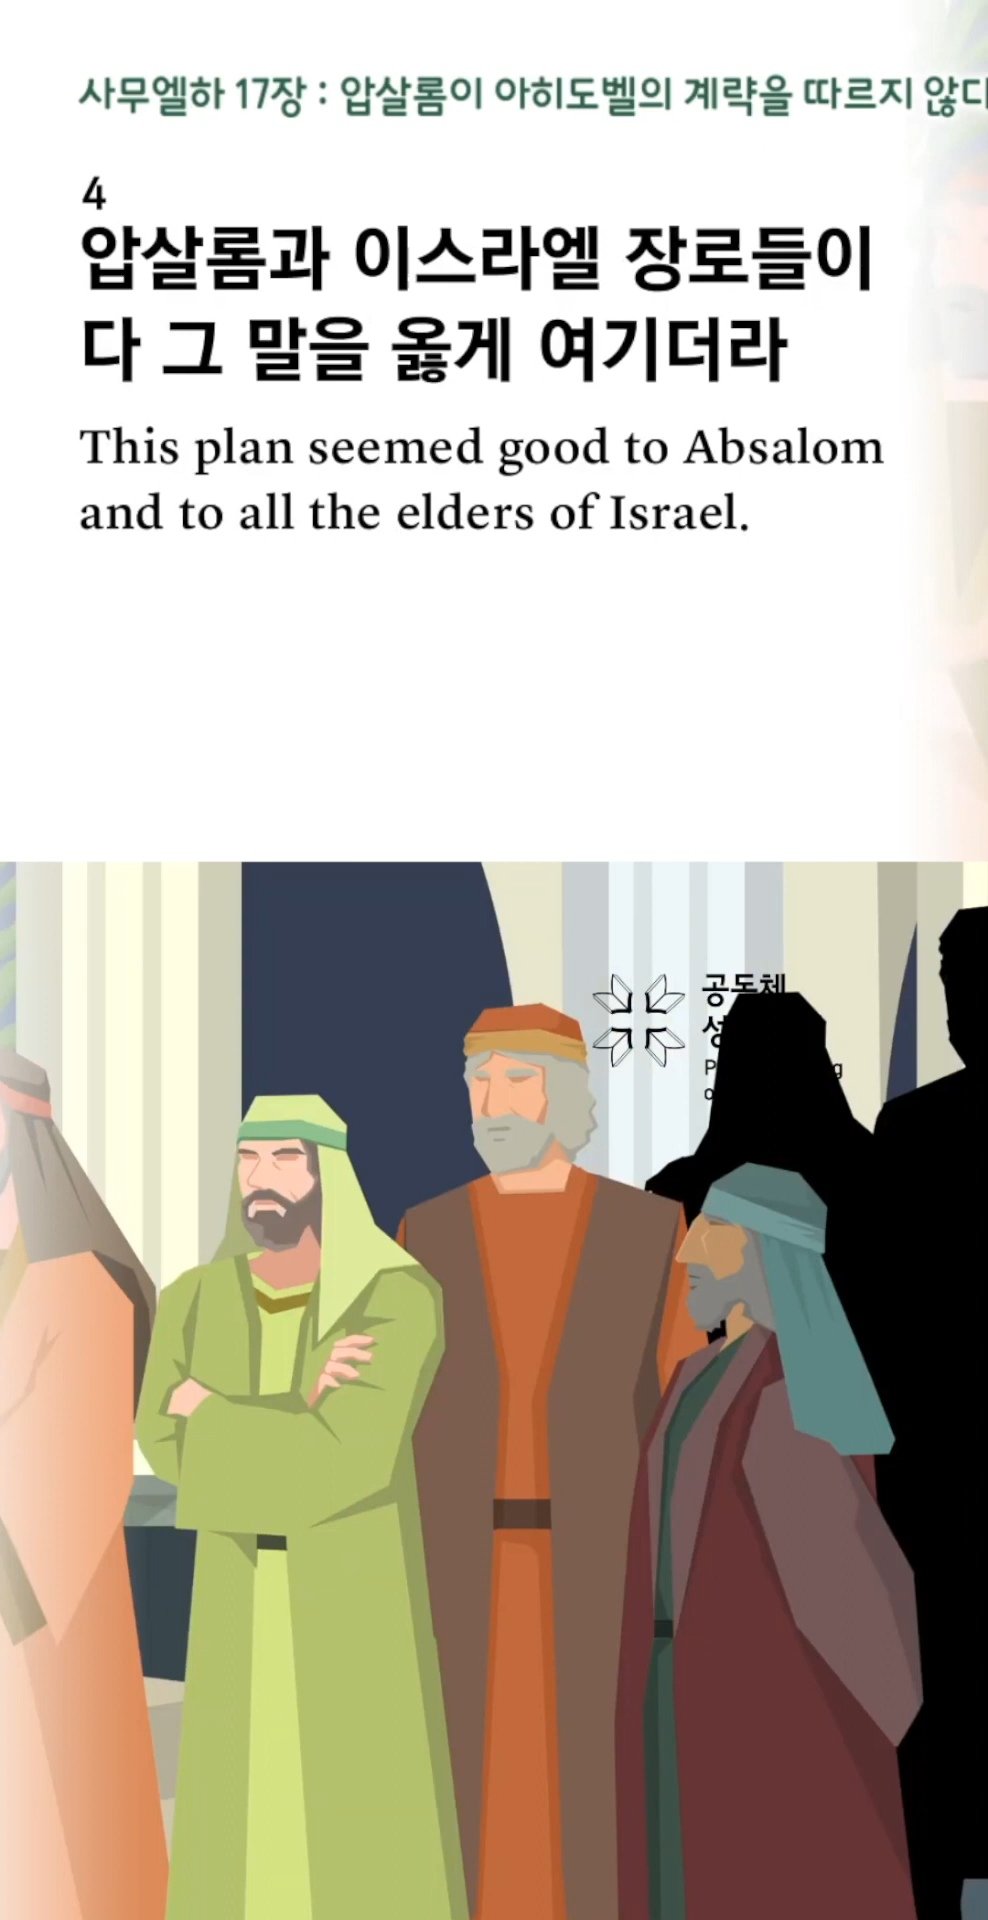 사무엘하 17장 : 압살롬이 아히도벨의 계략을 따르지 않다
4
압살롬과 이스라엘 장로들이
다 그 말을 옳게 여기더라
This plan seemed good to Absalom
and to all the elders of Israel.
공동체